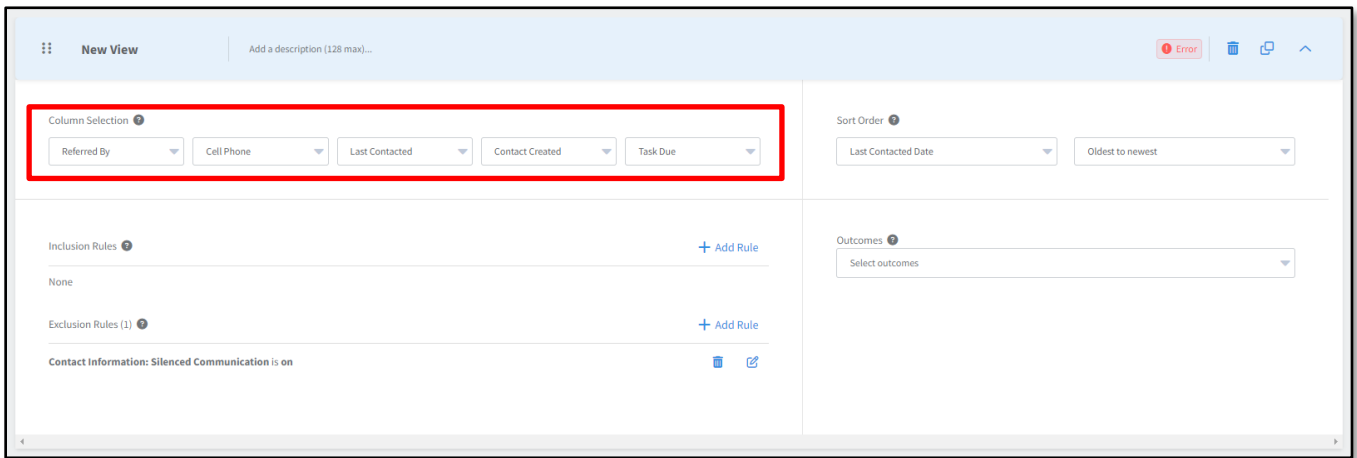 New View
Add a description (128 max)...
Error
Column Selection
Referred By
Cell Phone
Last Contacted
Contact Created
Task Due
Sort Order
Last Contacted Date
Oldest to newest
Inclusion Rules
+ Add Rule
None
Exclusion Rules (1)
+ Add Rule
Contact Information: Silenced Communication is on
Outcomes
Select outcomes